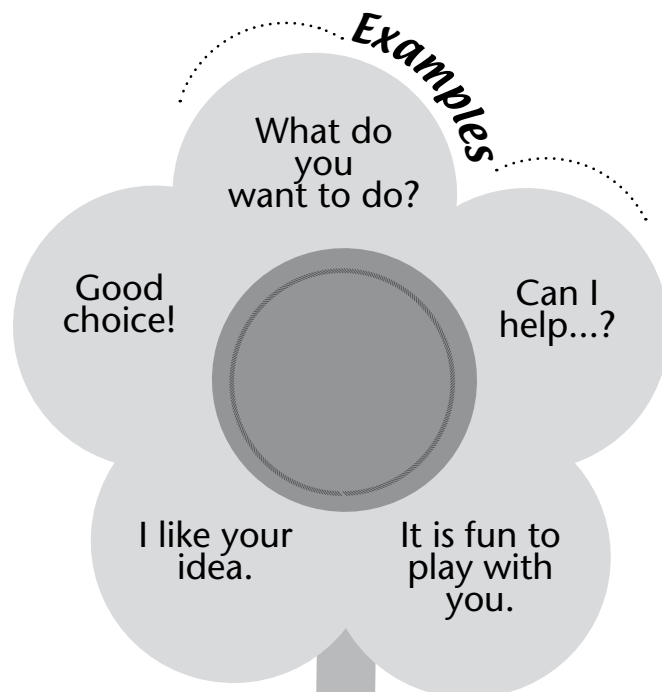 Examples
What do
you
want to do?
Good
choice!
Can I
help...?
I like your
idea.
It is fun to
play with
you.